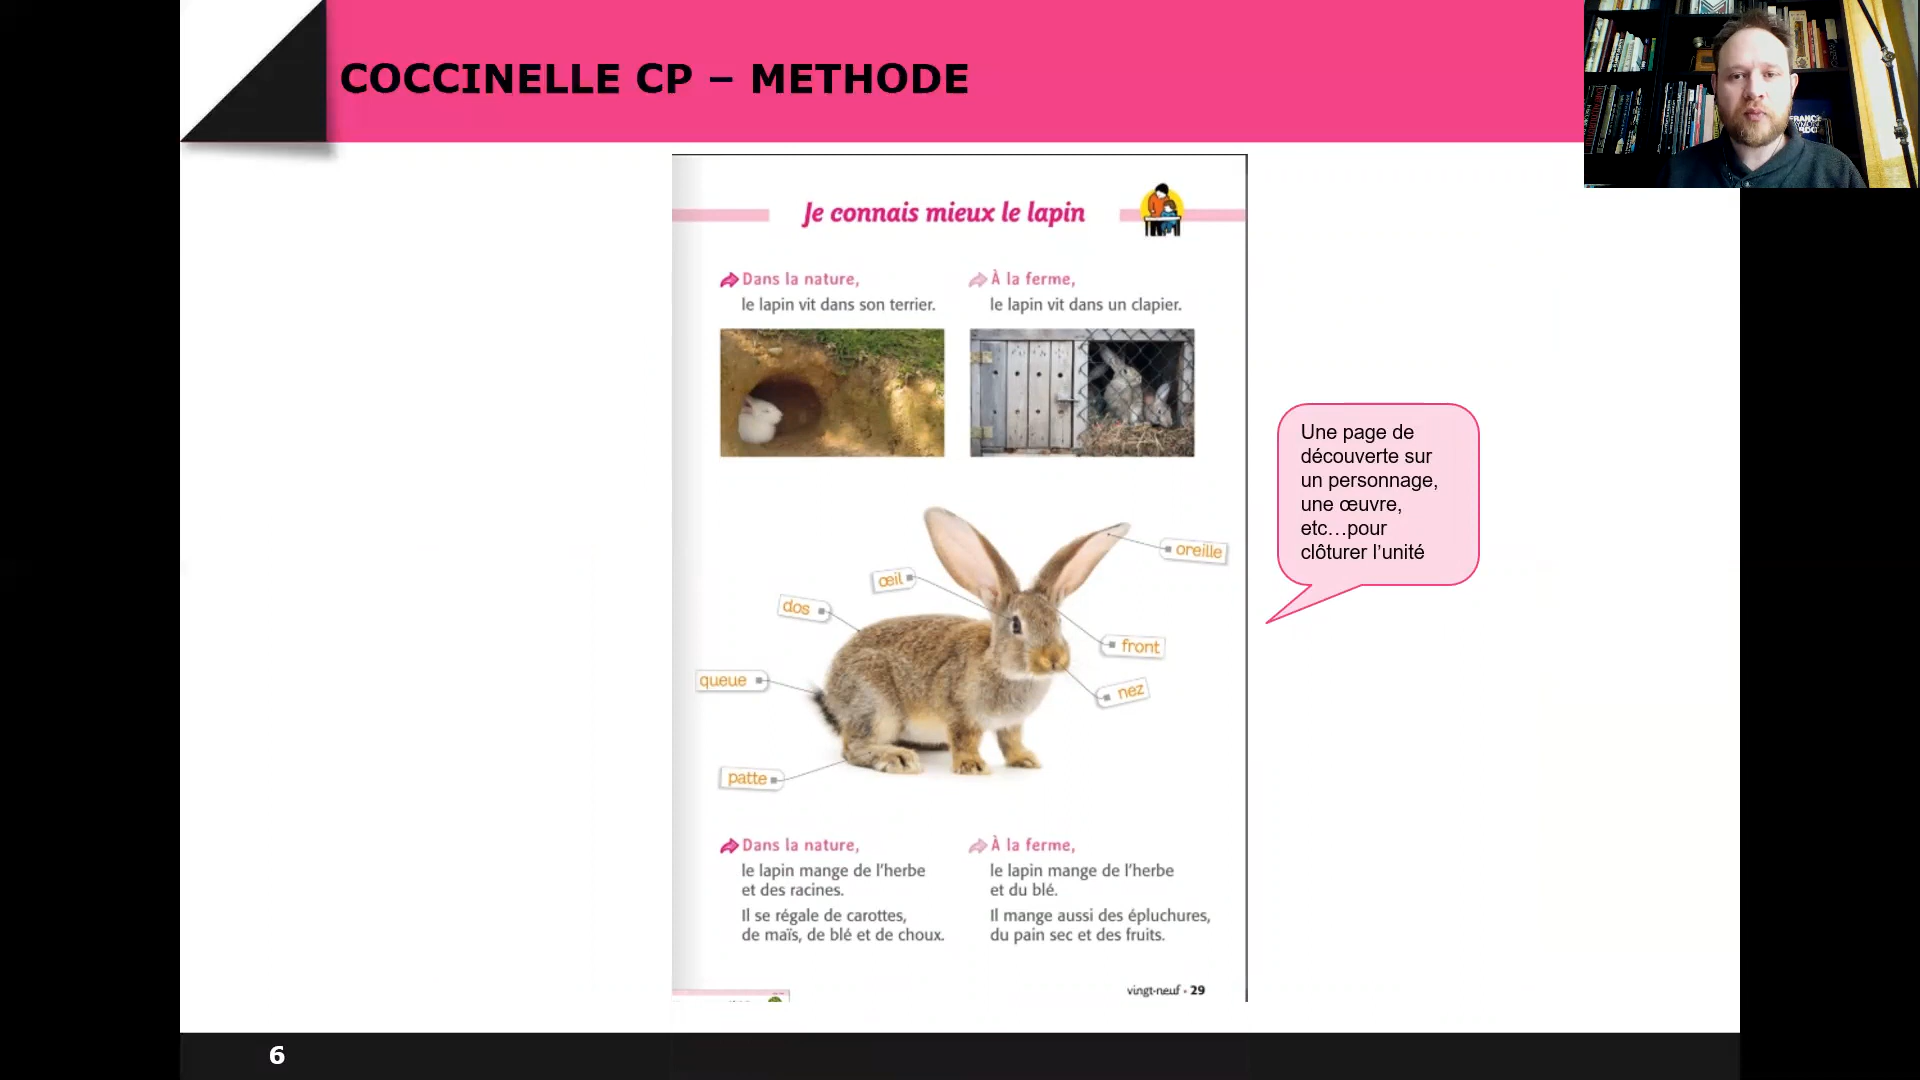 COCCINELLE CP – METHODE
Je connais mieux le lapin
Dans la nature,
le lapin vit dans son terrier.
À la ferme,
le lapin vit dans un clapier.
oreille
œil
dos
front
queue
nez
patte
Dans la nature,
le lapin mange de l'herbe
et des racines.
Il se régale de carottes,
de maïs, de blé et de choux.
À la ferme,
le lapin mange de l'herbe
et du blé.
Il mange aussi des épluchures,
du pain sec et des fruits.
vingt-neuf • 29
Une page de
découverte sur
un personnage,
une œuvre,
etc…pour
clôturer l'unité
6